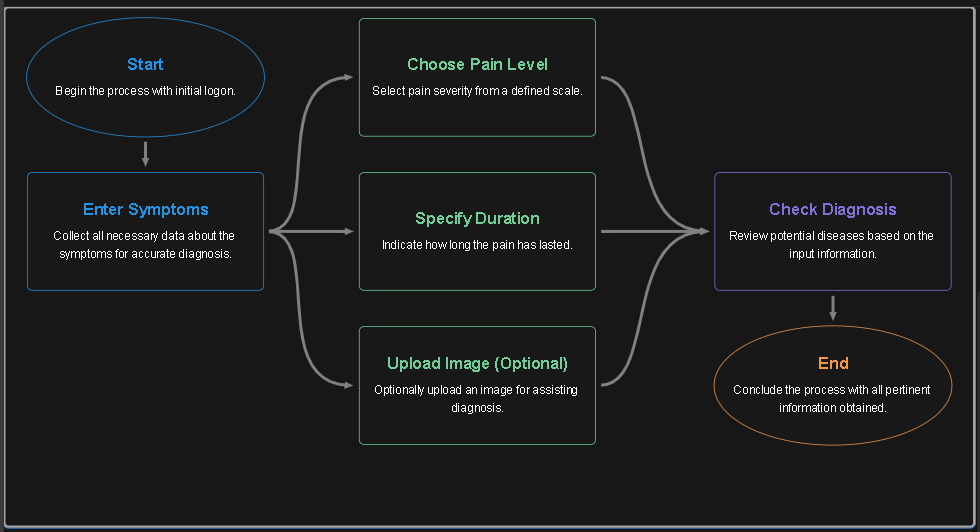 Start
Begin the process with initial logon.
Enter Symptoms
Collect all necessary data about the
symptoms for accurate diagnosis.
Choose Pain Level
Select pain severity from a defined scale.
Specify Duration
Indicate how long the pain has lasted.
Upload Image (Optional)
Optionally upload an image for assisting
diagnosis.
Check Diagnosis
Review potential diseases based on the
input information.
End
Conclude the process with all pertinent
information obtained.